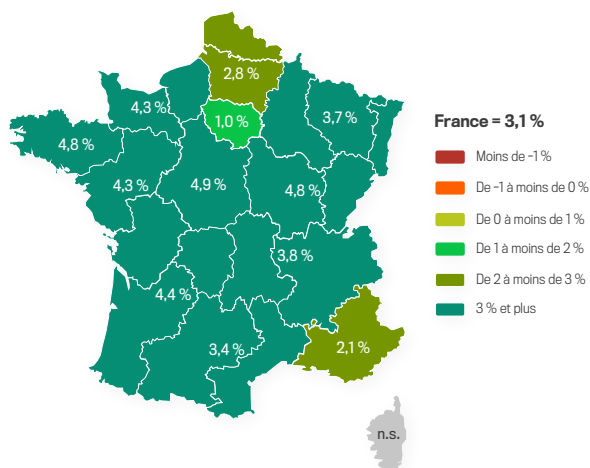 2,8 %
4,3 %
1,0 %
3,7 %
4,8 %
4,3 %
4,9 %
4,8 %
3,8 %
4,4 %
3,4 %
2,1 %
n.s.
France = 3,1 %
Moins de -1 %
De -1 à moins de 0 %
De 0 à moins de 1 %
De 1 à moins de 2 %
De 2 à moins de 3 %
3 % et plus